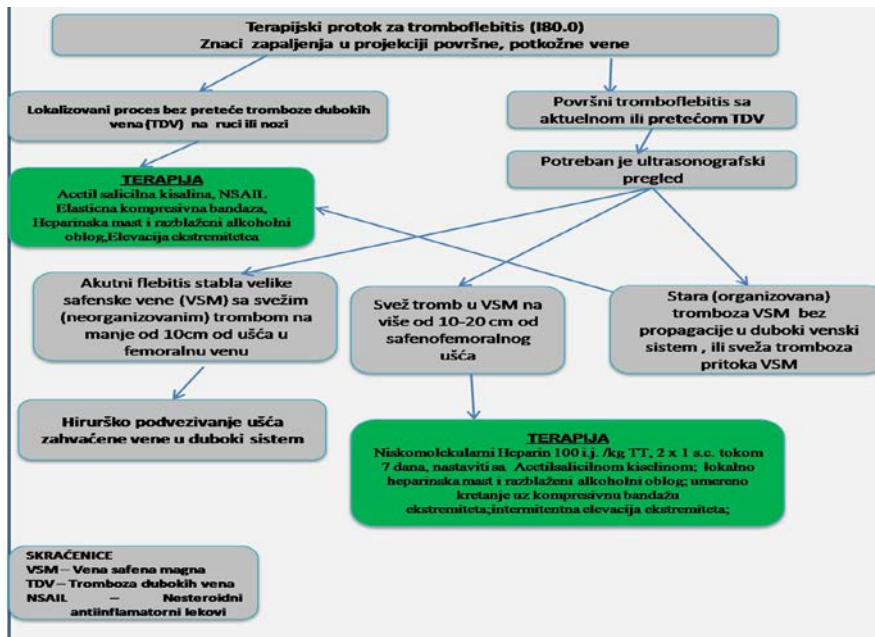 Terapijski protok za tromboflebitis (I80.0)
Znaci zapaljenja u projekciji površne, potkožne vene
Lokalizovani proces bez preteće tromboze dubokih
vena (TDV) na ruci ili nozi
Površni tromboflebitis sa
aktuelnom ili pretećom TDV
Potreban je ultrasonografski
pregled
TERAPIJA
Acetil salicilna kisalina, NSAIL
Elasticna kompresivna bandaza,
Heparinska mast i razblaženi alkoholni
oblog,Elevacija ekstremitetea
Akutni flebitis stabla velike
safenske vene (VSM) sa svežim
(neorganizovanim) trombom na
manje od 10cm od ušća u
femoralnu venu
Svež tromb u VSM na
više od 10-20 cm od
safenofemoralnog
ušća
Stara (organizovana)
tromboza VSM bez
propagacije u duboki venski
sistem , ili sveža tromboza
pritoka VSM
Hirurško podvezivanje ušća
zahvaćene vene u duboki sistem
TERAPIJA
Niskomolekularni Heparin 100 i.j. /kg TT, 2 x 1 s.c. tokom
7 dana, nastaviti sa Acetilsalicilnom kiselinom; lokalno
heparinska mast i razblaženi alkoholni oblog; umereno
kretanje uz kompresivnu bandažu
ekstremiteta;intermitentna elevacija ekstremiteta;
SKRAĆENICE
VSM – Vena safena magna
TDV – Tromboza dubokih vena
NSAIL – Nesteroidni
antiinflamatorni lekovi